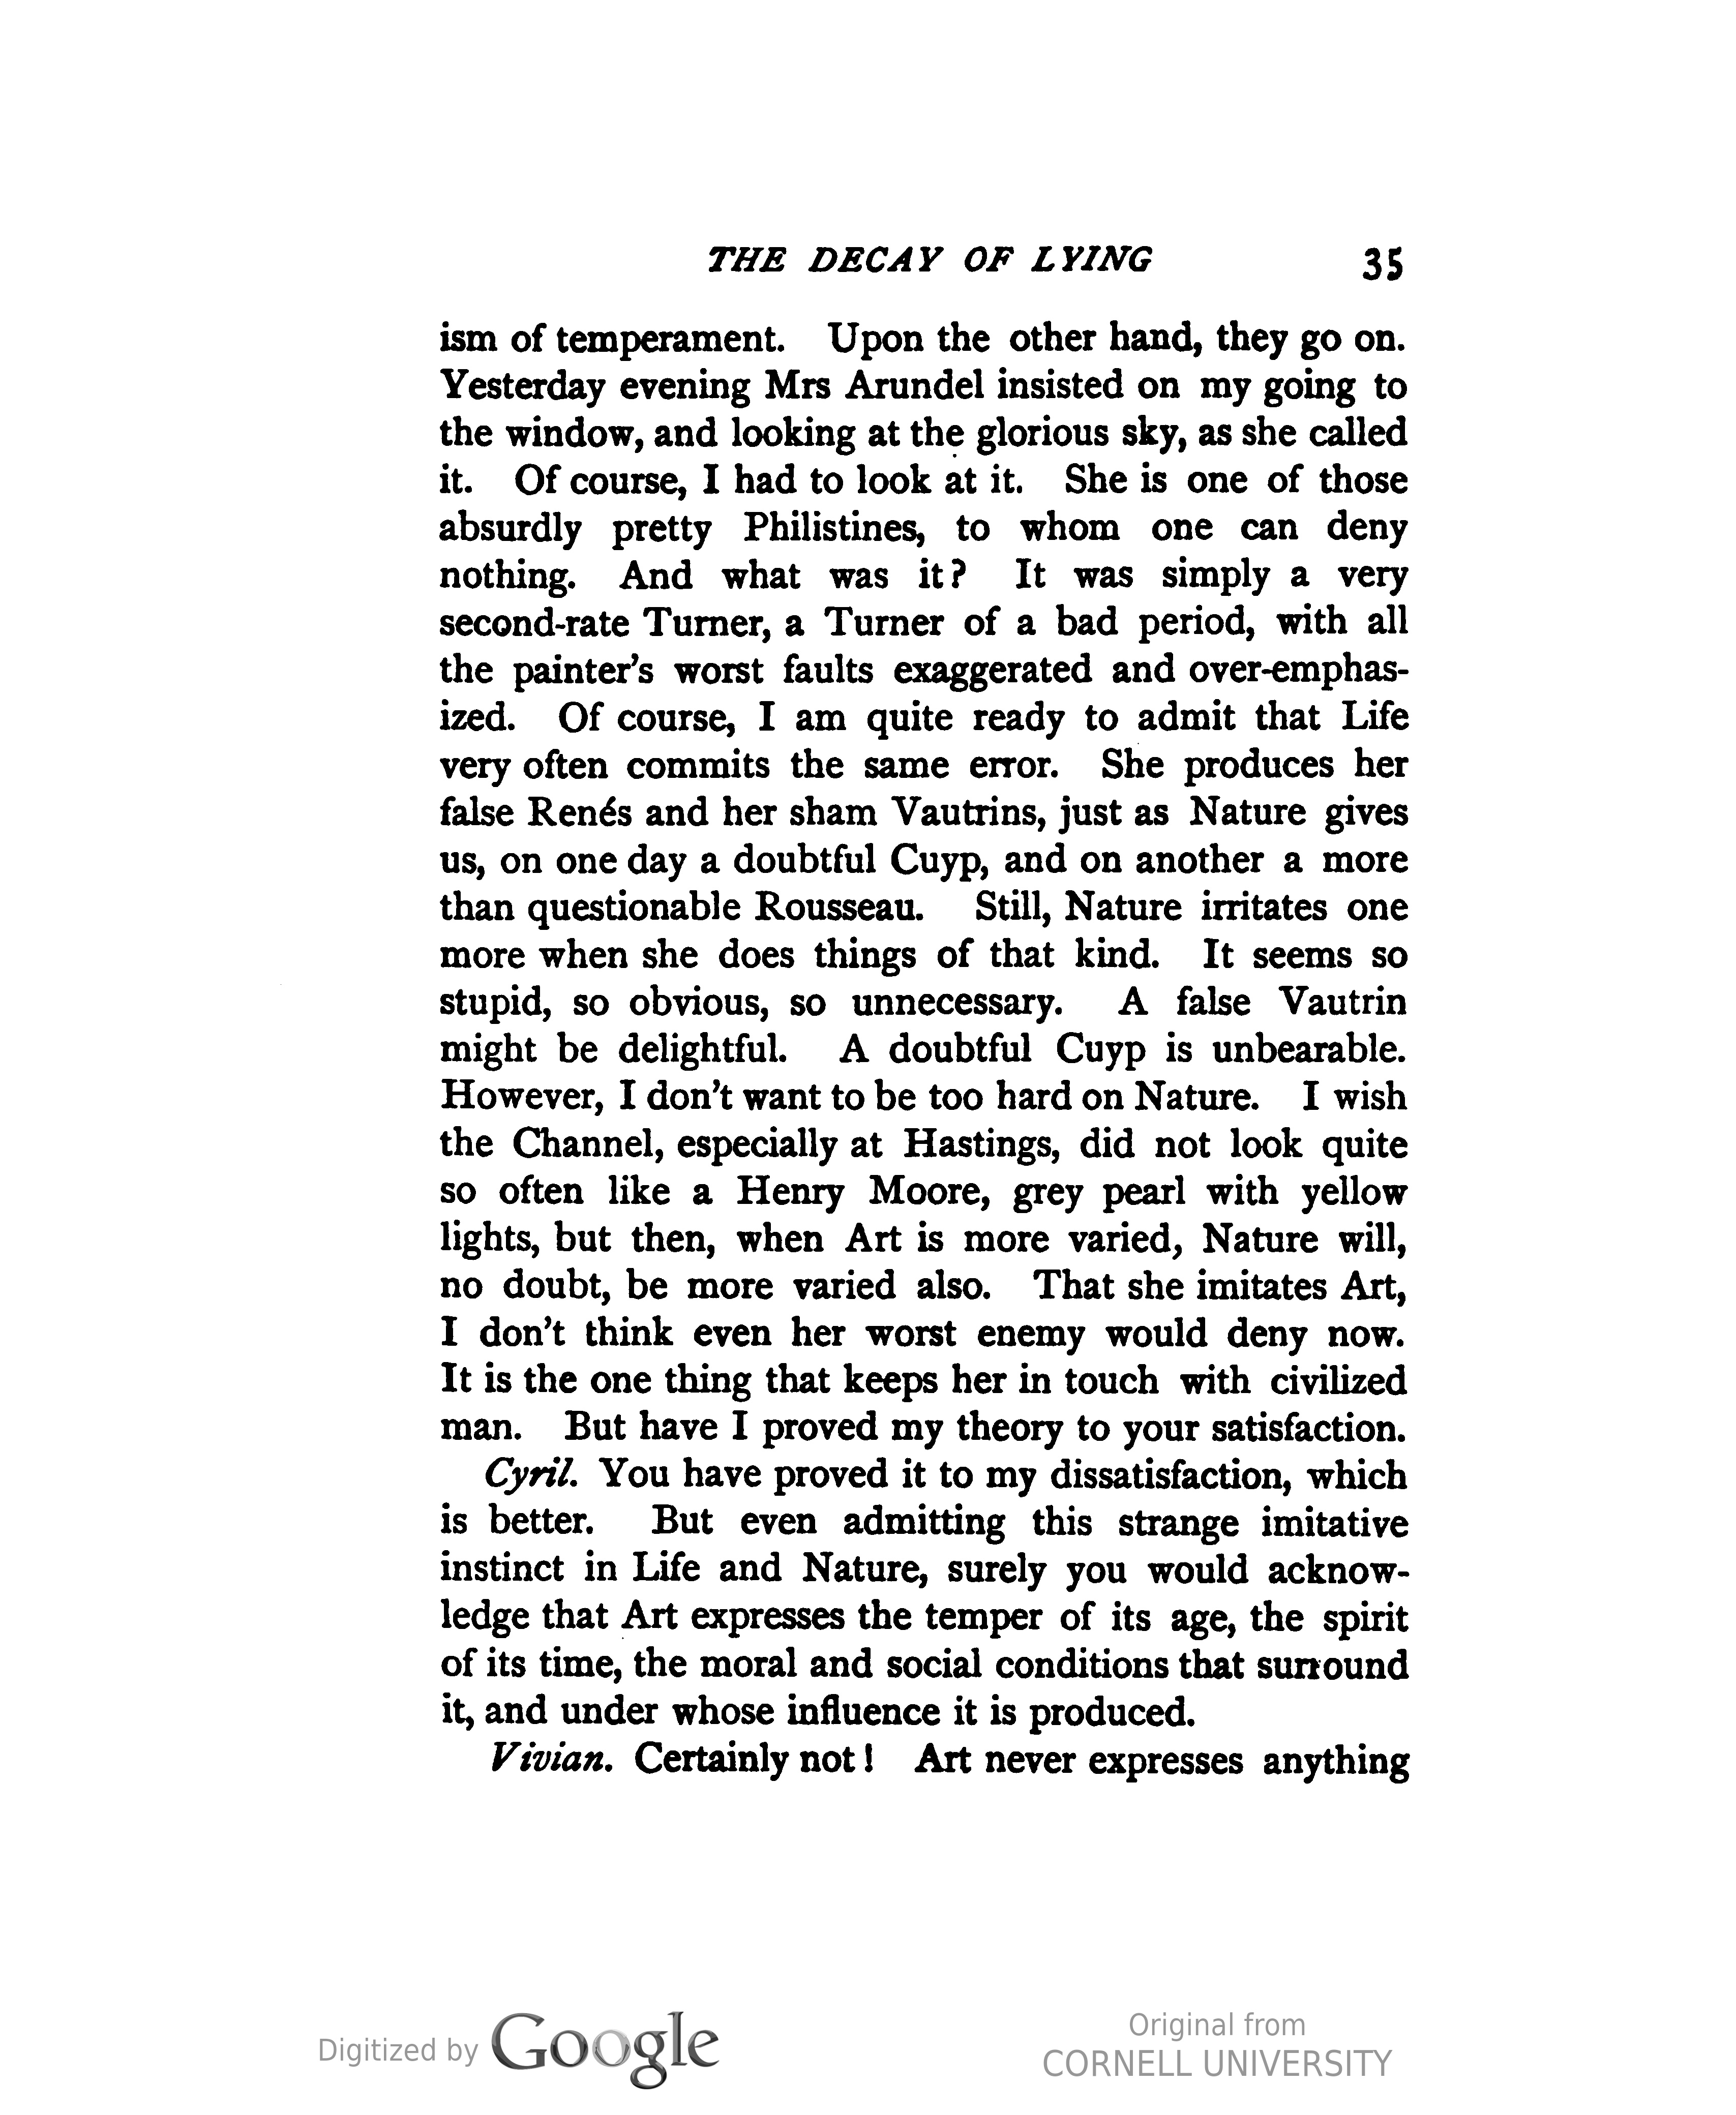 THE DECAY OF LYING 35
ism of temperament. Upon the other hand, they go on.
Yesterday evening Mrs Arundel insisted on my going to
the window, and looking at the glorious sky, as she called
it. Of course, I had to look at it. She is one of those
absurdly pretty Philistines, to whom one can deny
nothing. And what was it? It was simply a very
second-rate Turner, a Turner of a bad period, with all
the painter's worst faults exaggerated and over-emphas-
ized. Of course, I am quite ready to admit that Life
very often commits the same error. She produces her
false Renés and her sham Vautrins, just as Nature gives
us, on one day a doubtful Cuyp, and on another a more
than questionable Rousseau. Still, Nature irritates one
more when she does things of that kind. It seems so
stupid, so obvious, so unnecessary. A false Vautrin
might be delightful. A doubtful Cuyp is unbearable.
However, I don't want to be too hard on Nature. I wish
the Channel, especially at Hastings, did not look quite
so often like a Henry Moore, grey pearl with yellow
lights, but then, when Art is more varied, Nature will,
no doubt, be more varied also. That she imitates Art,
I don't think even her worst enemy would deny now.
It is the one thing that keeps her in touch with civilized
man. But have I proved my theory to your satisfaction.
Cyril. You have proved it to my dissatisfaction, which
is better. But even admitting this strange imitative
instinct in Life and Nature, surely you would acknow-
ledge that Art expresses the temper of its age, the spirit
of its time, the moral and social conditions that surround
it, and under whose influence it is produced.
Vivian. Certainly not! Art never expresses anything
Digitized by Google
Original from
CORNELL UNIVERSITY